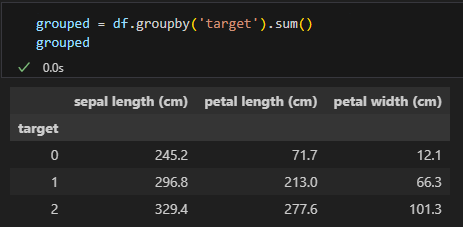 grouped = df.groupby('target').sum()
grouped
0.0s
sepal length (cm) petal length (cm) petal width (cm)
target
0 245.2 71.7 12.1
1 296.8 213.0 66.3
2 329.4 277.6 101.3